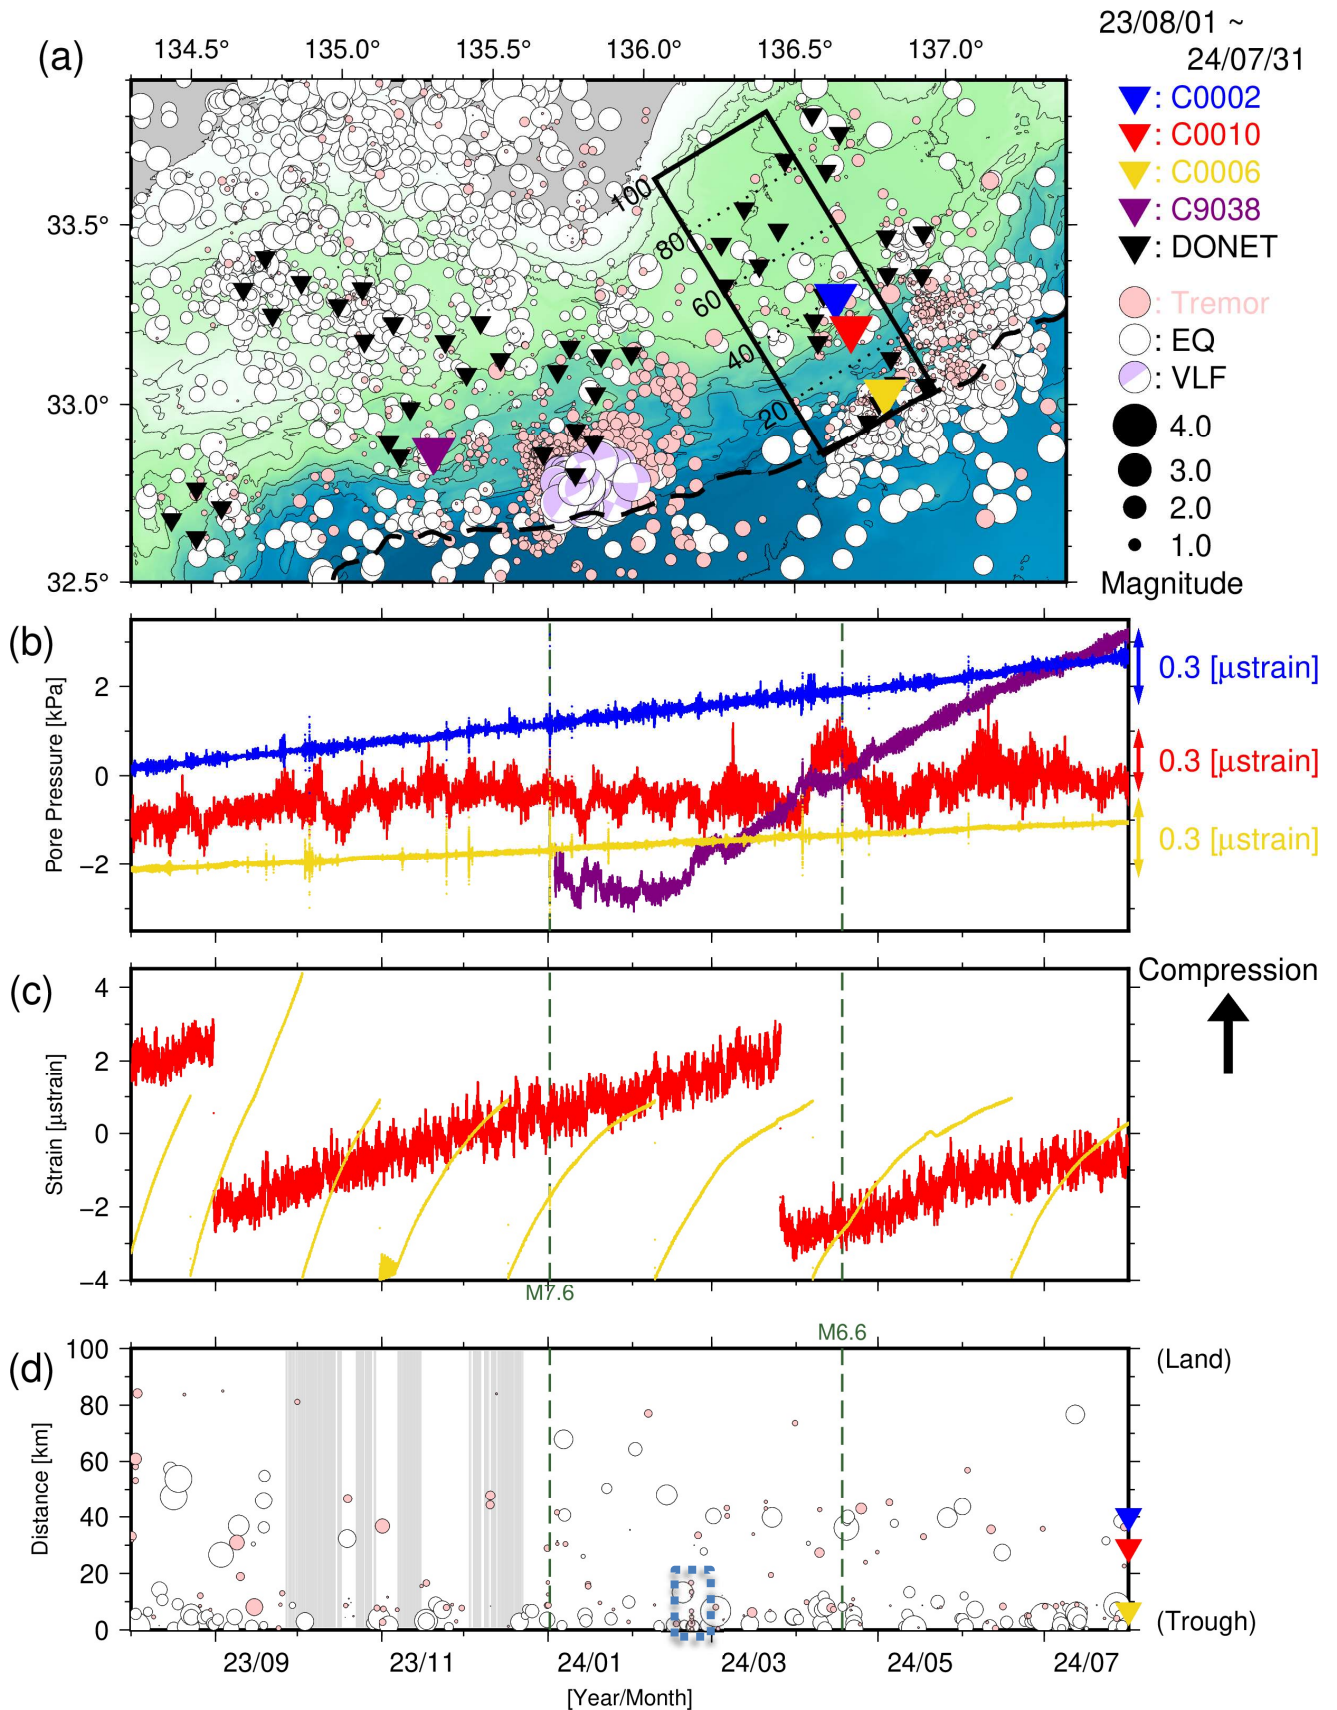 (a)
134.5° 135.0° 135.5° 136.0° 136.5° 137.0°
23/08/01 ~
24/07/31
: C0002
: C0010
: C0006
: C9038
: DONET
: Tremor
: EQ
: VLF
4.0
3.0
2.0
1.0
Magnitude
33.5°
33.0°
32.5°
100
80
60
40
20
(b)
Pore Pressure [kPa]
2
0
−2
0.3 [μstrain]
0.3 [μstrain]
0.3 [μstrain]
(c)
Strain [μstrain]
4
2
0
−2
−4
Compression
M7.6
M6.6
(d)
Distance [km]
100
80
60
40
20
0
(Land)
(Trough)
23/09 23/11 24/01 24/03 24/05 24/07
[Year/Month]